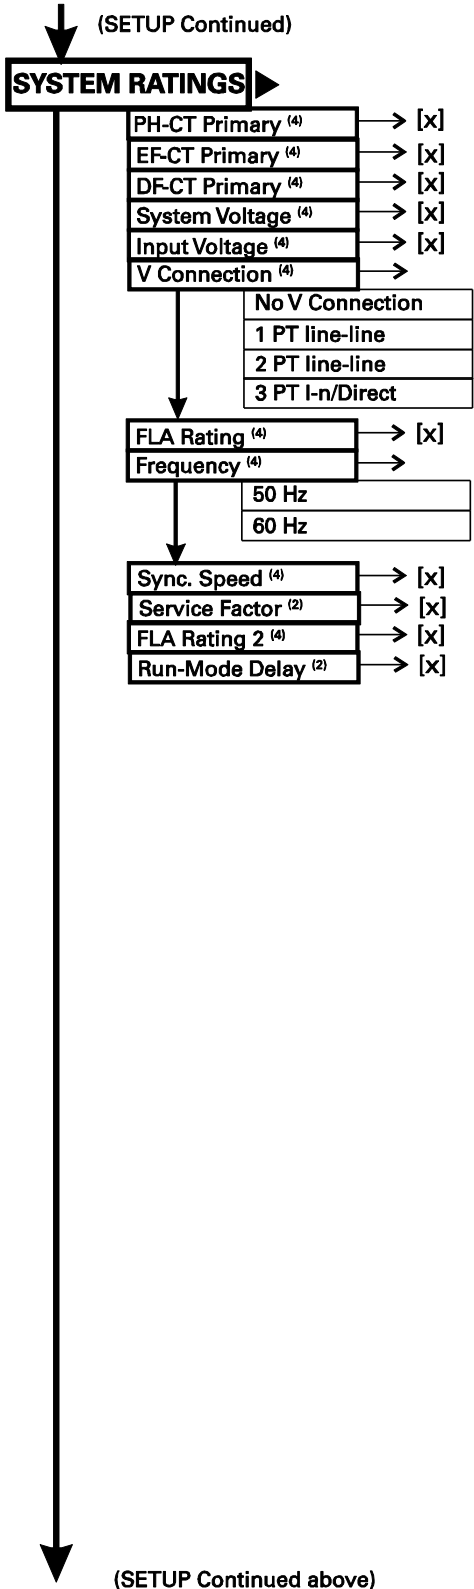 (SETUP Continued)
SYSTEM RATINGS
PH-CT Primary (4) [x]
EF-CT Primary (4) [x]
DF-CT Primary (4) [x]
System Voltage (4) [x]
Input Voltage (4) [x]
V Connection (4)
No V Connection
1 PT line-line
2 PT line-line
3 PT l-n/Direct
FLA Rating (4) [x]
Frequency (4)
50 Hz
60 Hz
Sync. Speed (4) [x]
Service Factor (2) [x]
FLA Rating 2 (4) [x]
Run-Mode Delay (2) [x]
(SETUP Continued above)